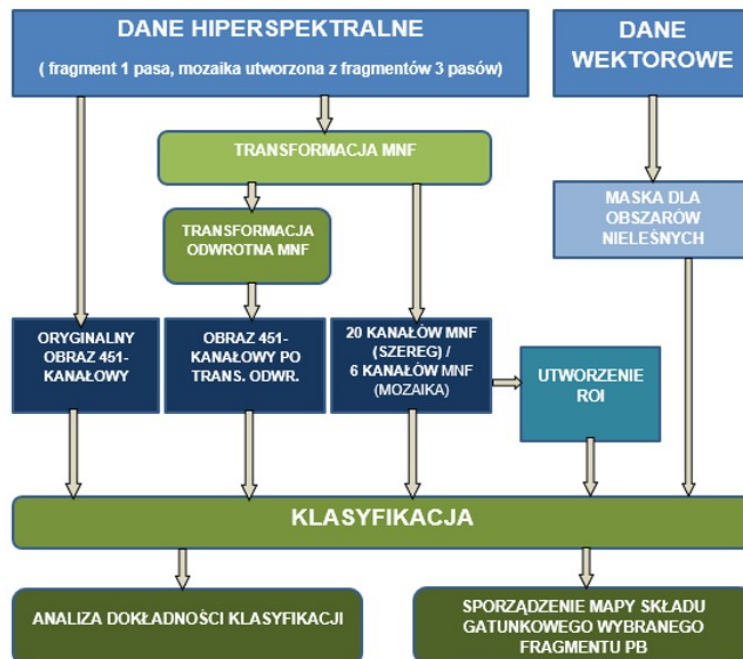 DANE HIPERSPEKTRALNE
( fragment 1 pasa, mozaika utworzona z fragmentów 3 pasów)
DANE
WEKTOROWE
TRANSFORMACJA MNF
TRANSFORMACJA
ODWROTNA MNF
MASKA DLA
OBSZARÓW
NIELEŚNYCH
ORYGINALNY
OBRAZ 451-
KANAŁOWY
OBRAZ 451-
KANAŁOWY PO
TRANS. ODWR.
20 KANAŁÓW MNF
(SZEREG) /
6 KANAŁÓW MNF
(MOZAIKA)
UTWORZENIE
ROI
KLASYFIKACJA
ANALIZA DOKŁADNOŚCI KLASYFIKACJI
SPORZĄDZENIE MAPY SKŁADU
GATUNKOWEGO WYBRANEGO
FRAGMENTU PB